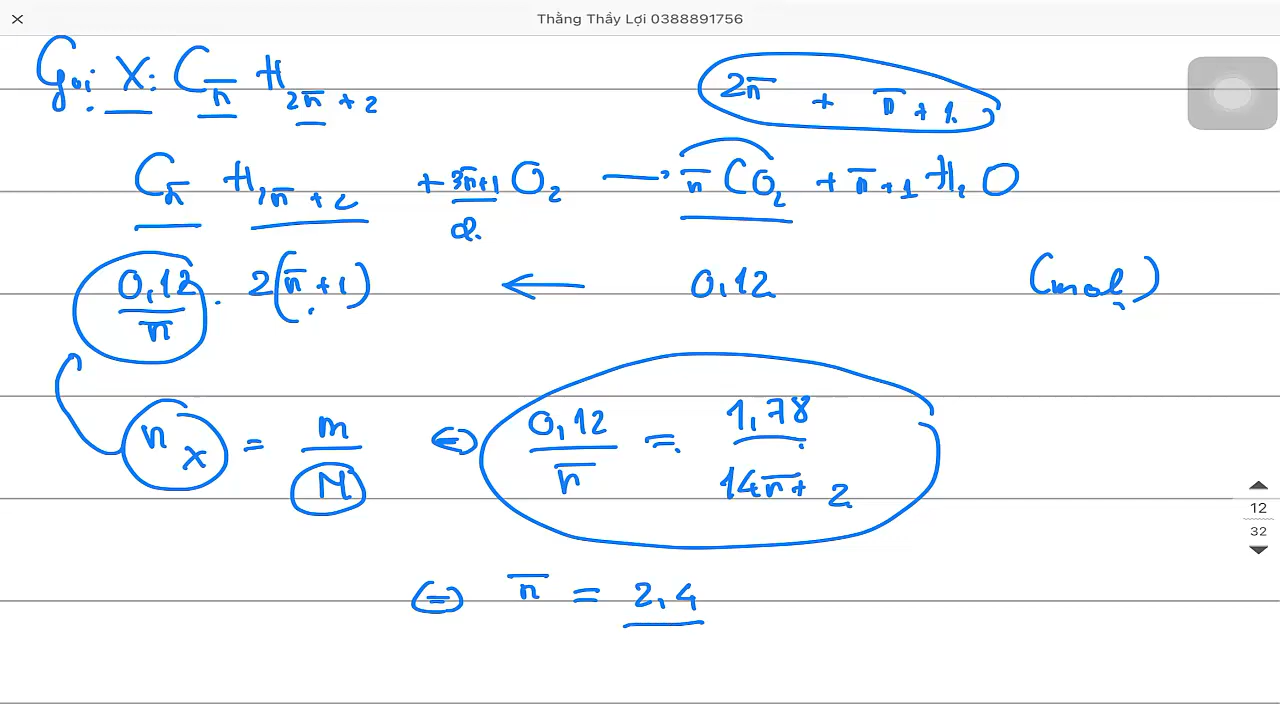 Thằng Thầy Lợi 0388891756
Gọi X: Cn̅ H2n̅ + 2
2n̅ + n̅ + 1
Cn̅ H2n̅ + 2 + (3n̅+1)/2 O2 → n̅ CO2 + n̅+1 H2O
0,12/n̅ . 2(n̅ +1) ← 0,12 (mol)
nX = m/M ⇔ 0,12/n̅ = 1,78/(14n̅ + 2)
⇔ n̅ = 2,4
12
32